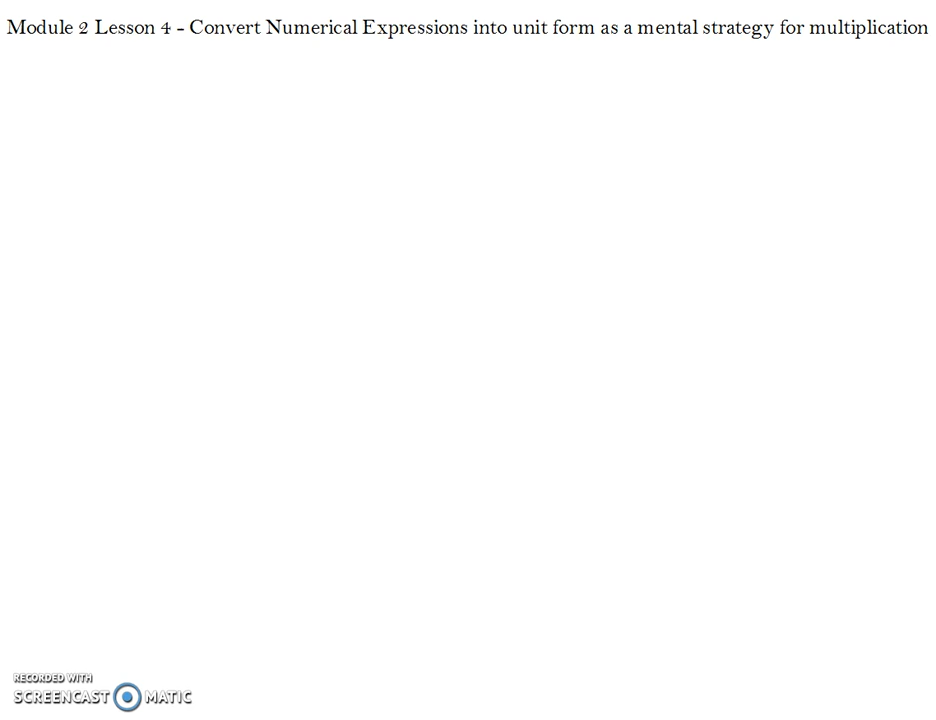 Module 2 Lesson 4 - Convert Numerical Expressions into unit form as a mental strategy for multiplication
RECORDED WITH
SCREENCAST MATIC